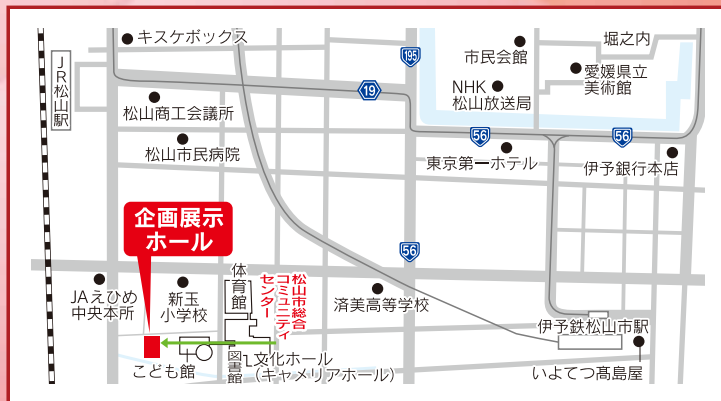 キスケボックス
JR松山駅
松山商工会議所
松山市民病院
19
195
市民会館
堀之内
愛媛県立
美術館
NHK
松山放送局
56
56
東京第一ホテル
伊予銀行本店
企画展示
ホール
56
JAえひめ
中央本所
新玉
小学校
体育館
松山市総合
コミュニティ
センター
済美高等学校
伊予鉄松山市駅
こども館
図書館
文化ホール
(キャメリアホール)
いよてつ髙島屋